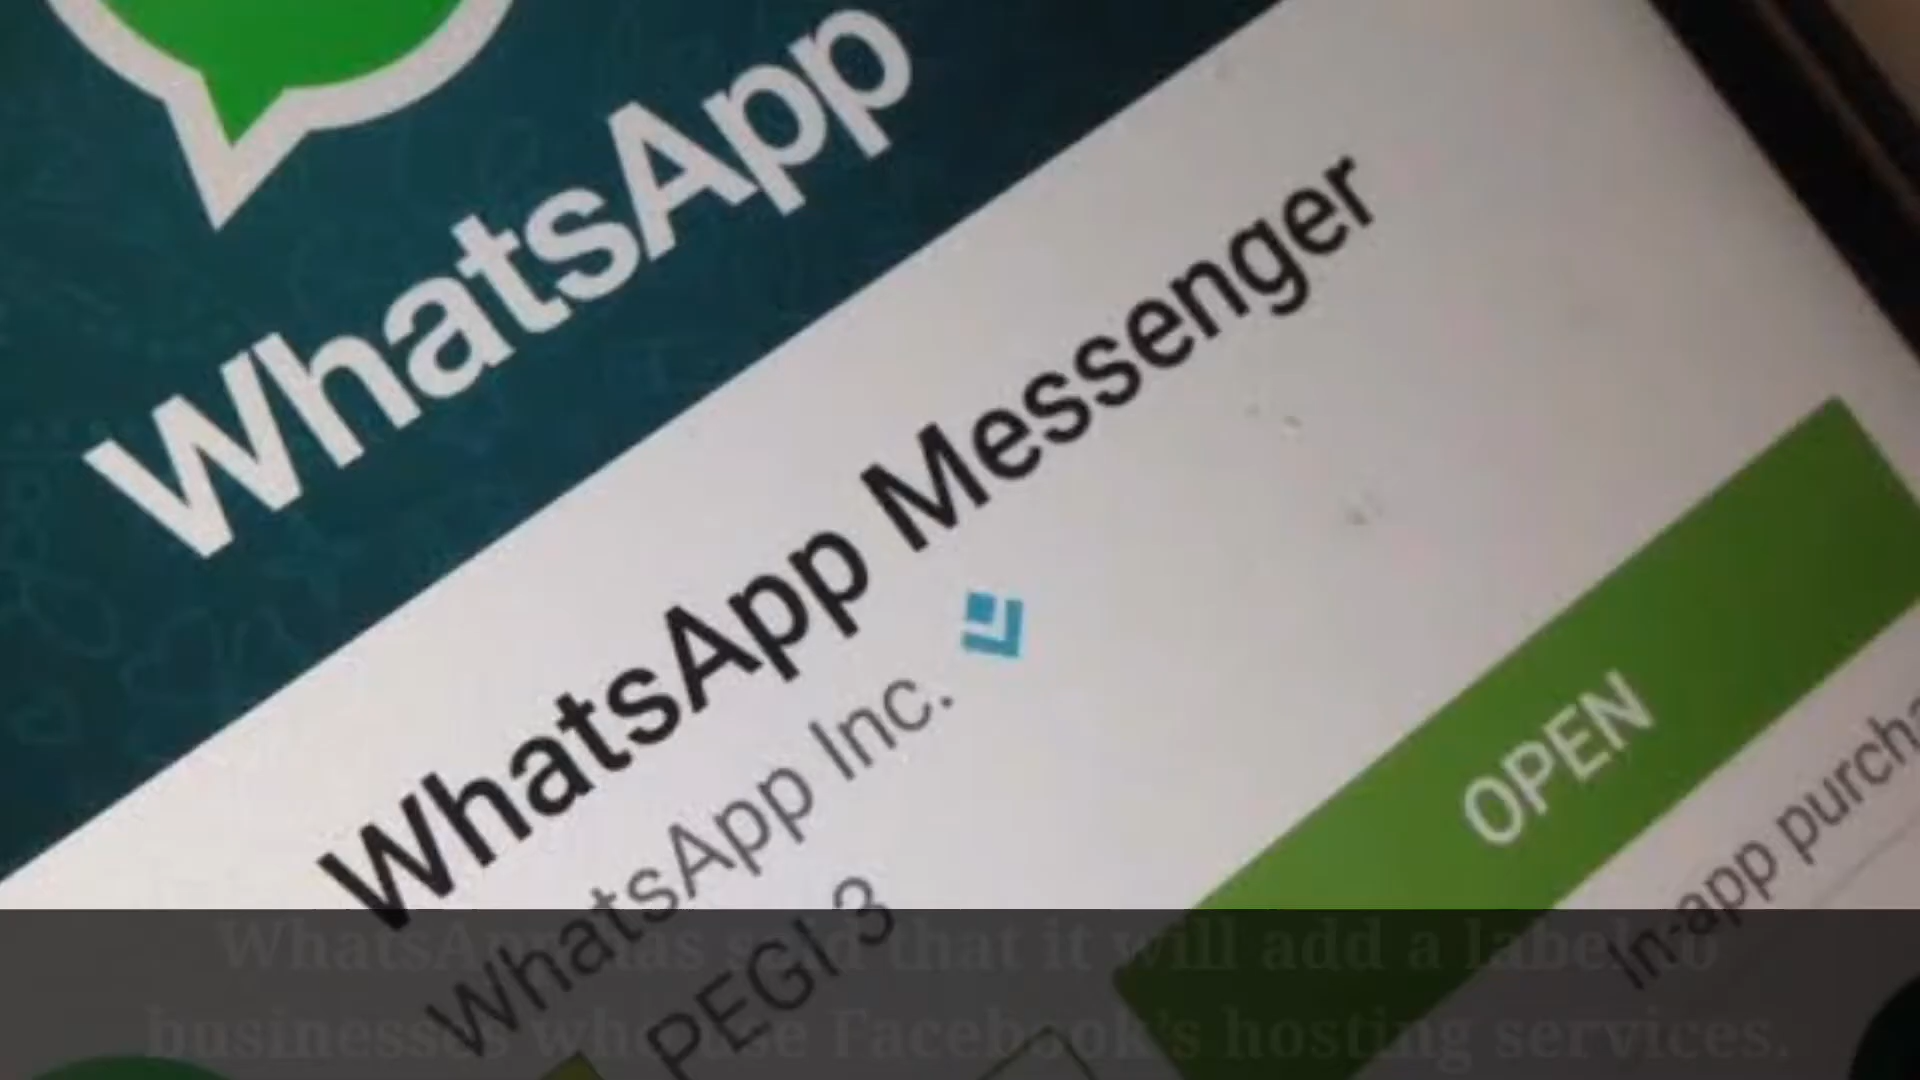 WhatsApp
WhatsApp Messenger
WhatsApp Inc.
PEGI 3
OPEN
In-app purcha
WhatsApp has said that it will add a label to
businesses who use Facebook's hosting services.